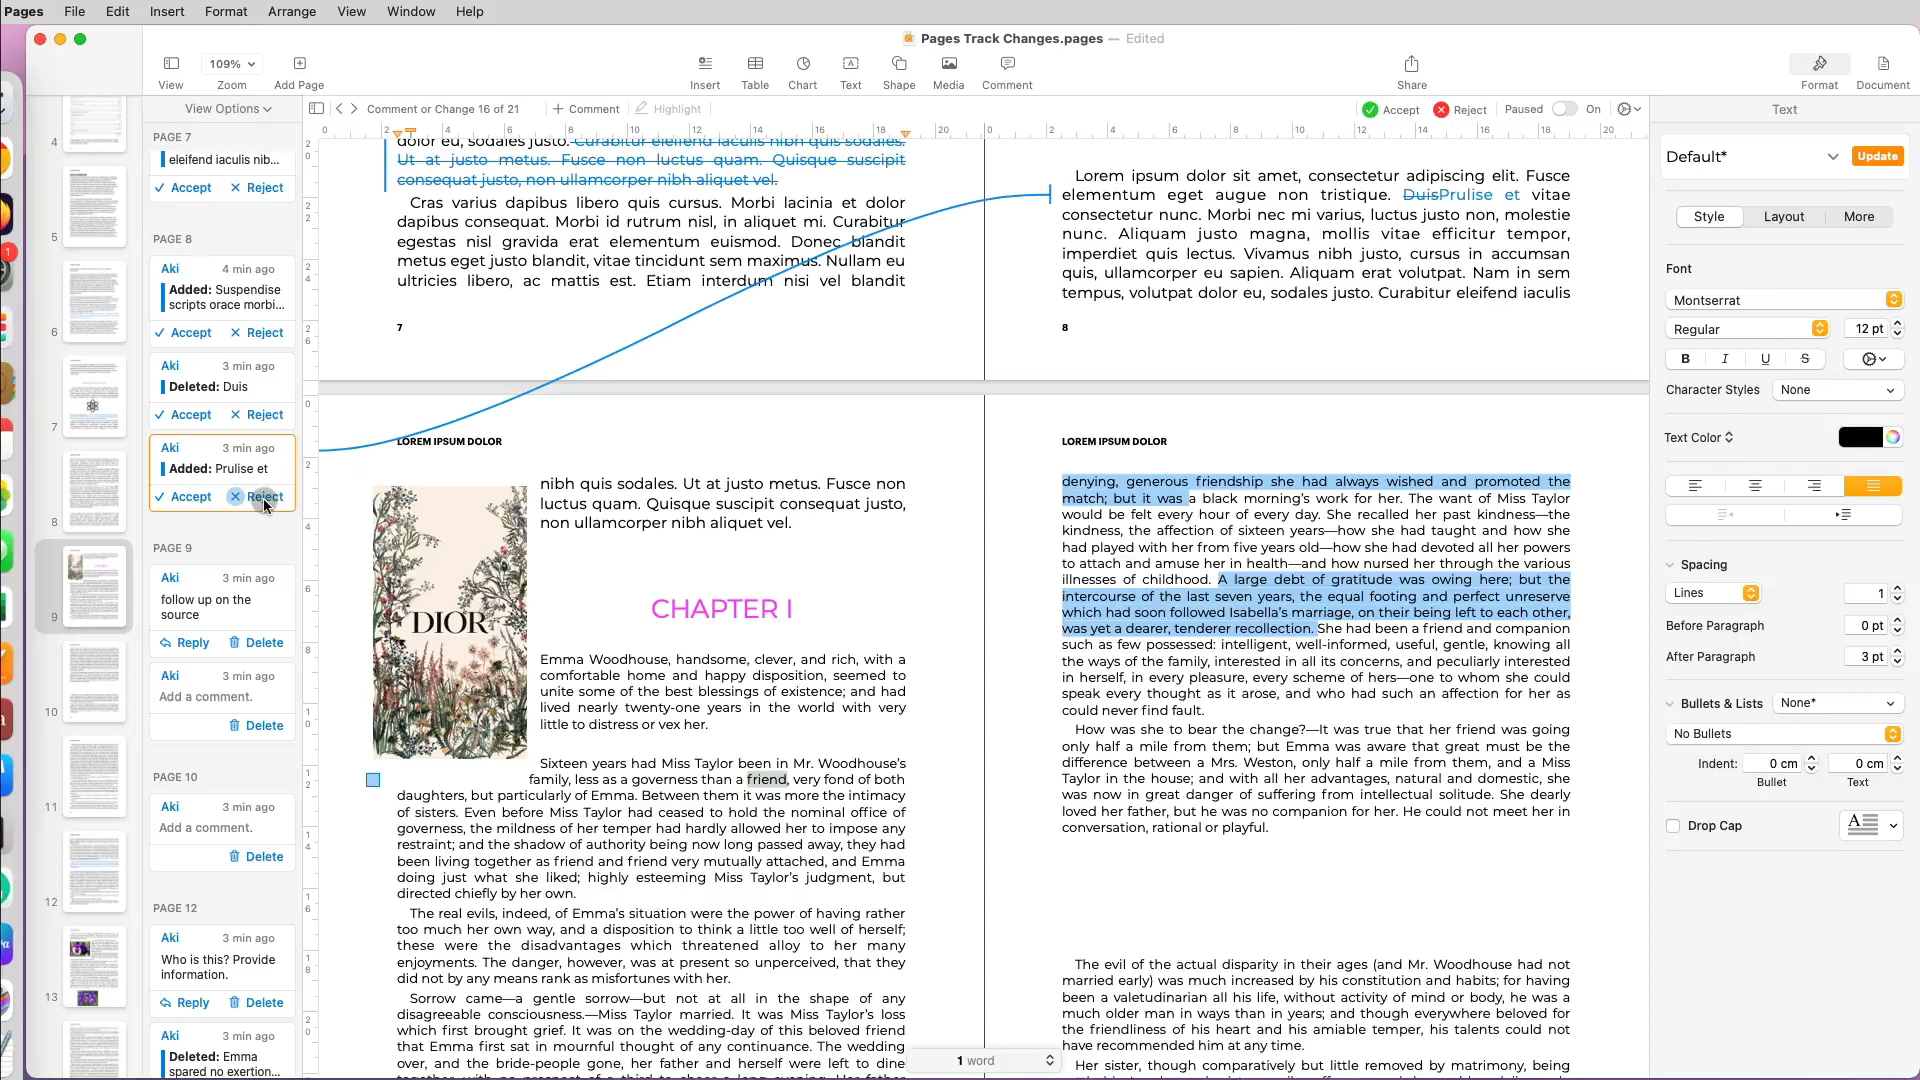 Pages File Edit Insert Format Arrange View Window Help
Pages Track Changes.pages — Edited
109%
View Zoom Add Page Insert Table Chart Text Shape Media Comment Share Format Document
View Options
Comment or Change 16 of 21
+ Comment
Highlight
Accept
Reject
Paused
On
Text
4
5
6
7
8
9
10
11
12
13
PAGE 7
eleifend iaculis nib...
Accept Reject
PAGE 8
Aki 4 min ago
Added: Suspendise
scripts orace morbi...
Accept Reject
Aki 3 min ago
Deleted: Duis
Accept Reject
Aki 3 min ago
Added: Prulise et
Accept Reject
PAGE 9
Aki 3 min ago
follow up on the
source
Reply Delete
Aki 3 min ago
Add a comment.
Delete
PAGE 10
Aki 3 min ago
Add a comment.
Delete
PAGE 12
Aki 3 min ago
Who is this? Provide
information.
Reply Delete
Aki 3 min ago
Deleted: Emma
spared no exertion...
0 2 4 6 8 10 12 14 16 18 20 0 2 4 6 8 10 12 14 16 18 20
dolor eu, sodales justo. Curabitur eleifend iaculis nibh quis sodales.
Ut at justo metus. Fusce non luctus quam. Quisque suscipit
consequat justo, non ullamcorper nibh aliquet vel.
Cras varius dapibus libero quis cursus. Morbi lacinia et dolor
dapibus consequat. Morbi id rutrum nisl, in aliquet mi. Curabitur
egestas nisl gravida erat elementum euismod. Donec blandit
metus eget justo blandit, vitae tincidunt sem maximus. Nullam eu
ultricies libero, ac mattis est. Etiam interdum nisi vel blandit
7
Lorem ipsum dolor sit amet, consectetur adipiscing elit. Fusce
elementum eget augue non tristique. DuisPrulise et vitae
consectetur nunc. Morbi nec mi varius, luctus justo non, molestie
nunc. Aliquam justo magna, mollis vitae efficitur tempor,
imperdiet quis lectus. Vivamus nibh justo, cursus in accumsan
quis, ullamcorper eu sapien. Aliquam erat volutpat. Nam in sem
tempus, volutpat dolor eu, sodales justo. Curabitur eleifend iaculis
8
LOREM IPSUM DOLOR
nibh quis sodales. Ut at justo metus. Fusce non
luctus quam. Quisque suscipit consequat justo,
non ullamcorper nibh aliquet vel.
DIOR
CHAPTER I
Emma Woodhouse, handsome, clever, and rich, with a
comfortable home and happy disposition, seemed to
unite some of the best blessings of existence; and had
lived nearly twenty-one years in the world with very
little to distress or vex her.
Sixteen years had Miss Taylor been in Mr. Woodhouse's
family, less as a governess than a friend, very fond of both
daughters, but particularly of Emma. Between them it was more the intimacy
of sisters. Even before Miss Taylor had ceased to hold the nominal office of
governess, the mildness of her temper had hardly allowed her to impose any
restraint; and the shadow of authority being now long passed away, they had
been living together as friend and friend very mutually attached, and Emma
doing just what she liked; highly esteeming Miss Taylor's judgment, but
directed chiefly by her own.
The real evils, indeed, of Emma's situation were the power of having rather
too much her own way, and a disposition to think a little too well of herself;
these were the disadvantages which threatened alloy to her many
enjoyments. The danger, however, was at present so unperceived, that they
did not by any means rank as misfortunes with her.
Sorrow came—a gentle sorrow—but not at all in the shape of any
disagreeable consciousness.—Miss Taylor married. It was Miss Taylor's loss
which first brought grief. It was on the wedding-day of this beloved friend
that Emma first sat in mournful thought of any continuance. The wedding
over, and the bride-people gone, her father and herself were left to dine
together, with no prospect of a third to cheer a long evening. Her father
LOREM IPSUM DOLOR
denying, generous friendship she had always wished and promoted the
match; but it was a black morning's work for her. The want of Miss Taylor
would be felt every hour of every day. She recalled her past kindness—the
kindness, the affection of sixteen years—how she had taught and how she
had played with her from five years old—how she had devoted all her powers
to attach and amuse her in health—and how nursed her through the various
illnesses of childhood. A large debt of gratitude was owing here; but the
intercourse of the last seven years, the equal footing and perfect unreserve
which had soon followed Isabella's marriage, on their being left to each other,
was yet a dearer, tenderer recollection. She had been a friend and companion
such as few possessed: intelligent, well-informed, useful, gentle, knowing all
the ways of the family, interested in all its concerns, and peculiarly interested
in herself, in every pleasure, every scheme of hers—one to whom she could
speak every thought as it arose, and who had such an affection for her as
could never find fault.
How was she to bear the change?—It was true that her friend was going
only half a mile from them; but Emma was aware that great must be the
difference between a Mrs. Weston, only half a mile from them, and a Miss
Taylor in the house; and with all her advantages, natural and domestic, she
was now in great danger of suffering from intellectual solitude. She dearly
loved her father, but he was no companion for her. He could not meet her in
conversation, rational or playful.
The evil of the actual disparity in their ages (and Mr. Woodhouse had not
married early) was much increased by his constitution and habits; for having
been a valetudinarian all his life, without activity of mind or body, he was a
much older man in ways than in years; and though everywhere beloved for
the friendliness of his heart and his amiable temper, his talents could not
have recommended him at any time.
Her sister, though comparatively but little removed by matrimony, being
1 word
Default*
Update
Style Layout More
Font
Montserrat
Regular
12 pt
B I U S
Character Styles None
Text Color
Spacing
Lines 1
Before Paragraph 0 pt
After Paragraph 3 pt
Bullets & Lists None*
No Bullets
Indent: 0 cm 0 cm
Bullet Text
Drop Cap
A